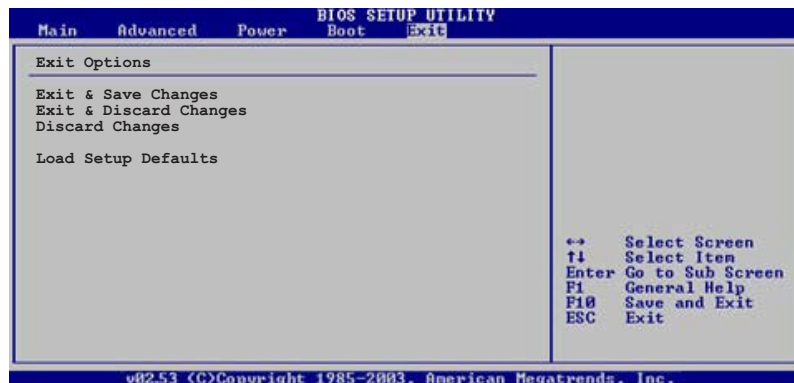 BIOS SETUP UTILITY
Main Advanced Power Boot Exit
Exit Options
Exit & Save Changes
Exit & Discard Changes
Discard Changes
Load Setup Defaults
↔ Select Screen
↑↓ Select Item
Enter Go to Sub Screen
F1 General Help
F10 Save and Exit
ESC Exit
v02.53 (C)Copyright 1985-2003, American Megatrends, Inc.